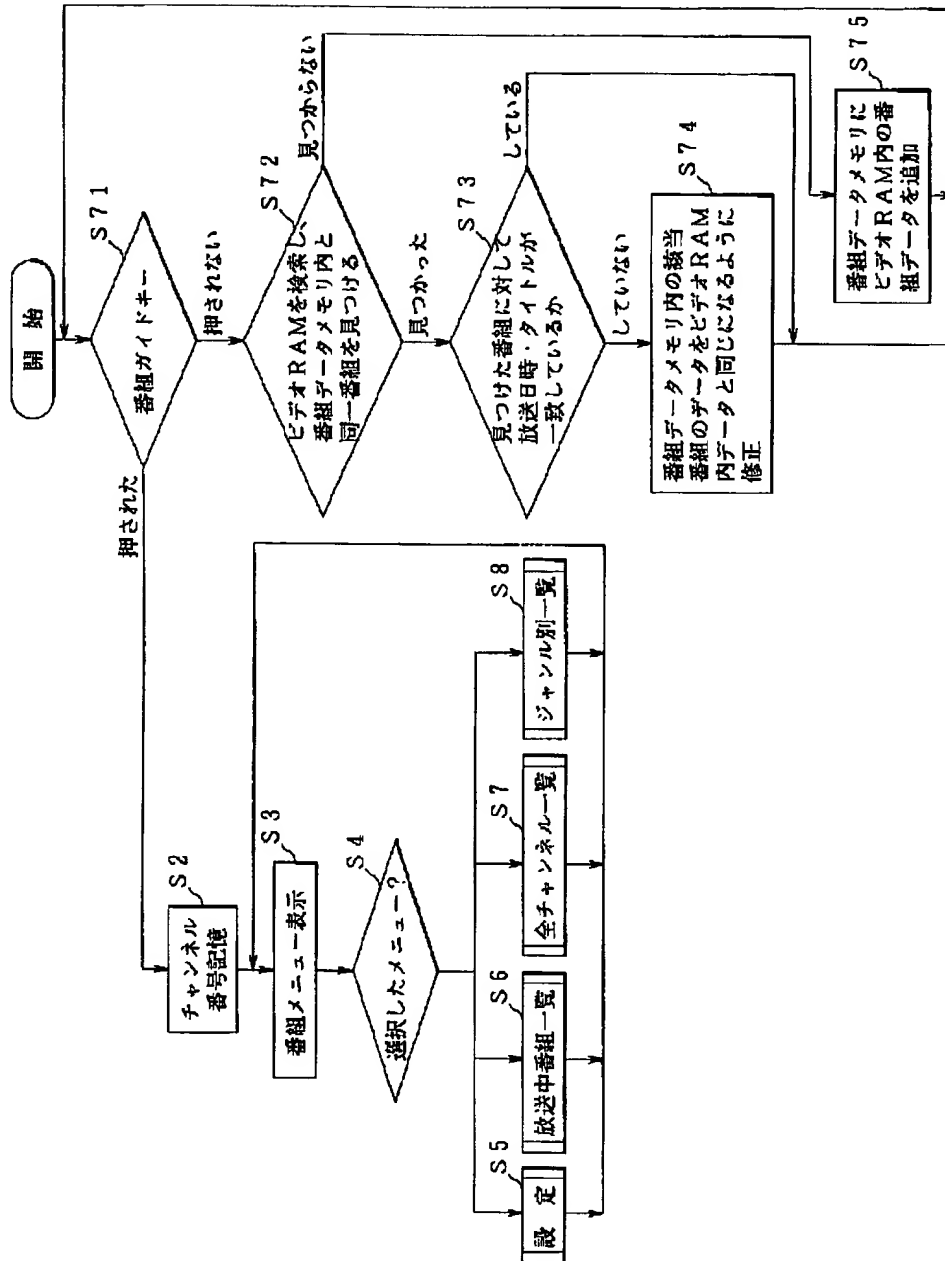 開 始
S71
番組ガイドキー
押された
押されない
S72
ビデオRAMを検索し、
番組データメモリ内と
同一番組を見つける
見つからない
見つかった
S73
見つけた番組に対して
放送日時・タイトルが
一致しているか
している
していない
S74
番組データメモリ内の該当
番組のデータをビデオRAM
内データと同じになるように
修正
S75
番組データメモリに
ビデオRAM内の番
組データを追加
S2
チャンネル
番号記憶
S3
番組メニュー表示
S4
選択したメニュー?
S5
設 定
S6
放送中番組一覧
S7
全チャンネル一覧
S8
ジャンル別一覧